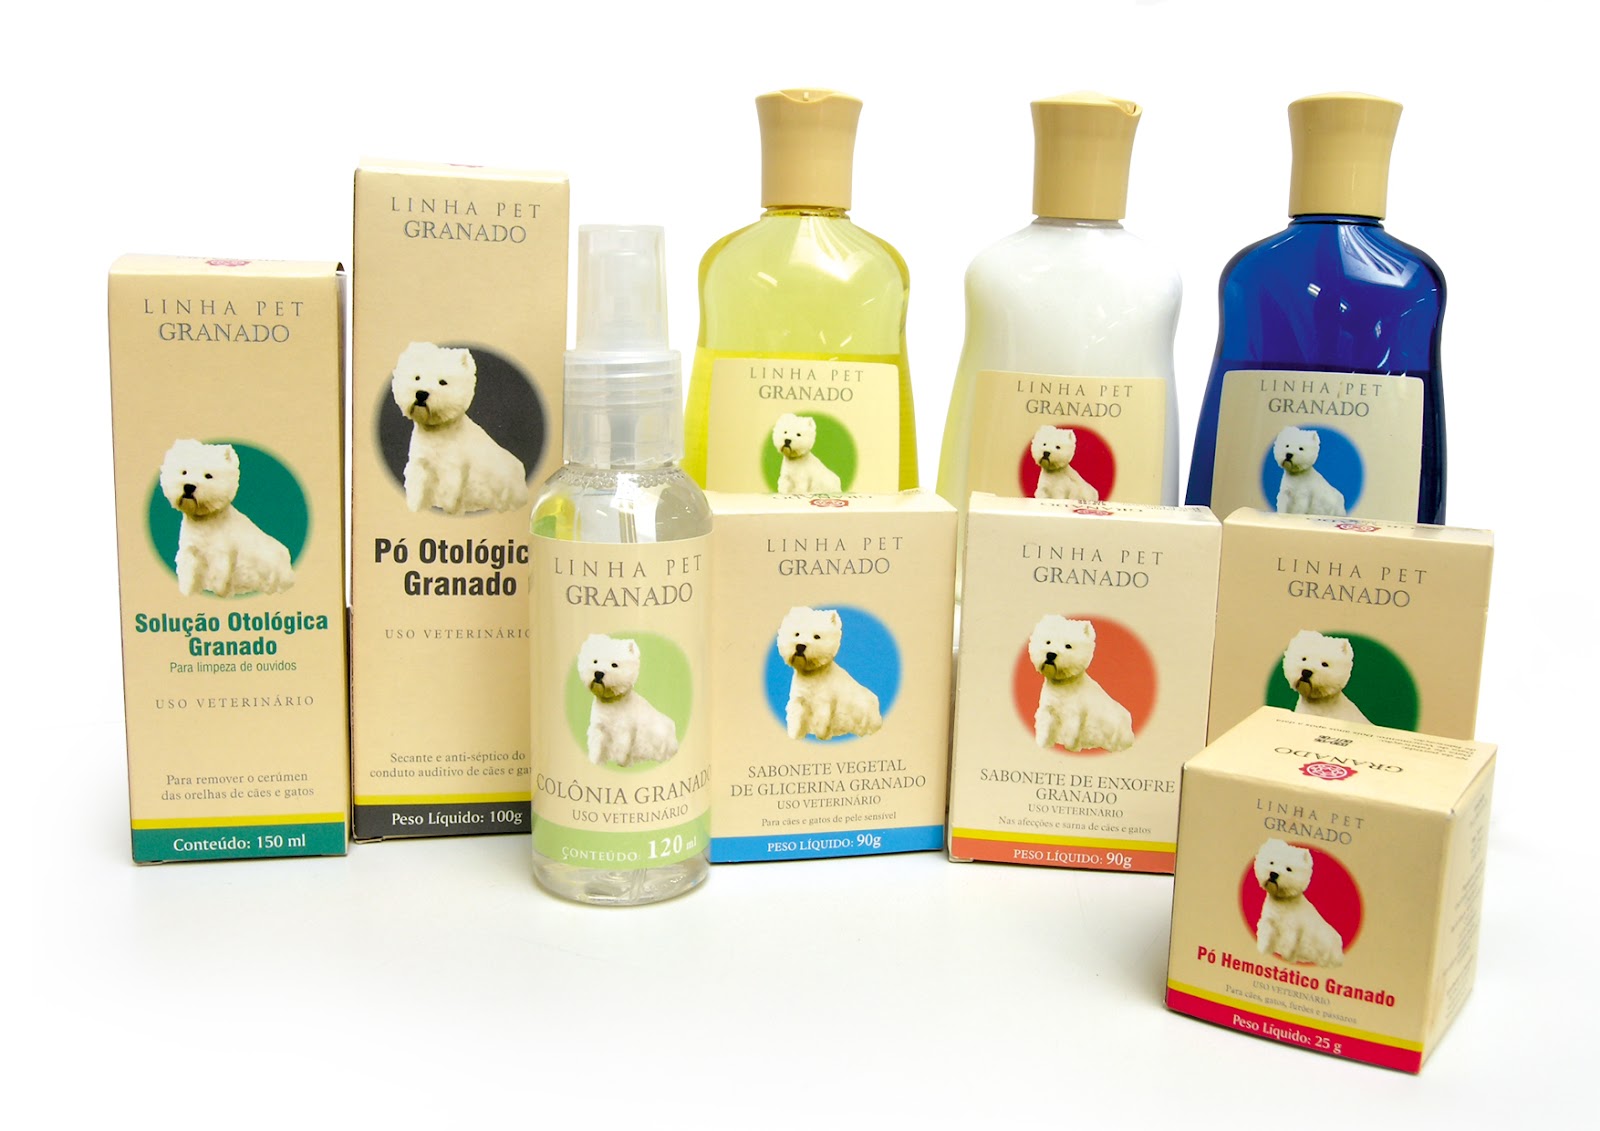 LINHA PET
GRANADO
Solução Otológica
Granado
Para limpeza de ouvidos
USO VETERINÁRIO
Para remover o cerúmen
das orelhas de cães e gatos
Conteúdo: 150 ml
LINHA PET
GRANADO
Pó Otológic
Granado
USO VETERINÁRIO
Secante e anti-séptico do
conduto auditivo de cães e gat
Peso Líquido: 100g
LINHA PET
GRANADO
COLÔNIA GRANADO
USO VETERINÁRIO
CONTEÚDO: 120 ml
LINHA PET
GRANADO
LINHA PET
GRANADO
LINHA PET
GRANADO
GRANADO
LINHA PET
GRANADO
SABONETE VEGETAL
DE GLICERINA GRANADO
USO VETERINÁRIO
Para cães e gatos de pele sensível
PESO LÍQUIDO: 90g
GRANADO
LINHA PET
GRANADO
SABONETE DE ENXOFRE
GRANADO
USO VETERINÁRIO
Nas afecções e sarna de cães e gatos
PESO LÍQUIDO: 90g
LINHA PET
GRANADO
GRANADO
LINHA PET
GRANADO
Pó Hemostático Granado
USO VETERINÁRIO
Para cães, gatos, furões e pássaros
Peso Líquido: 25 g